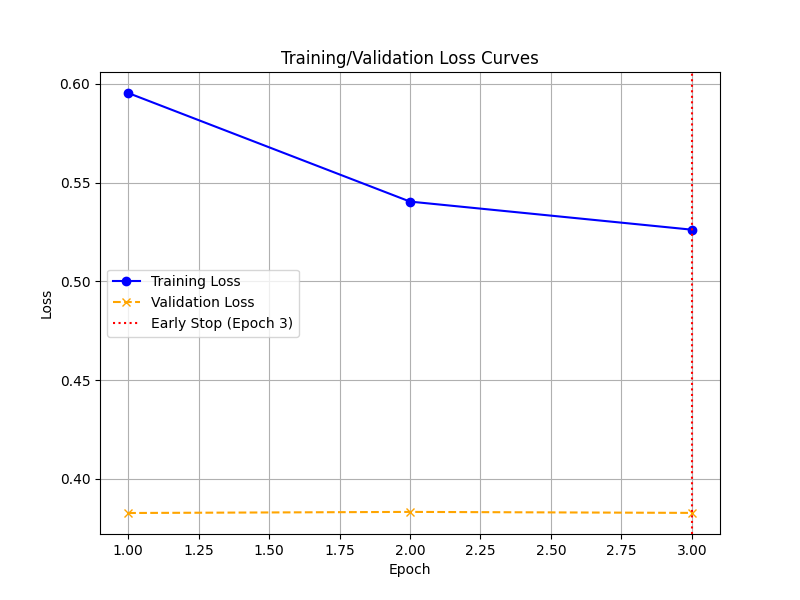 Training/Validation Loss Curves
0.60
0.55
0.50
0.45
0.40
Loss
Training Loss
Validation Loss
Early Stop (Epoch 3)
1.00 1.25 1.50 1.75 2.00 2.25 2.50 2.75 3.00
Epoch